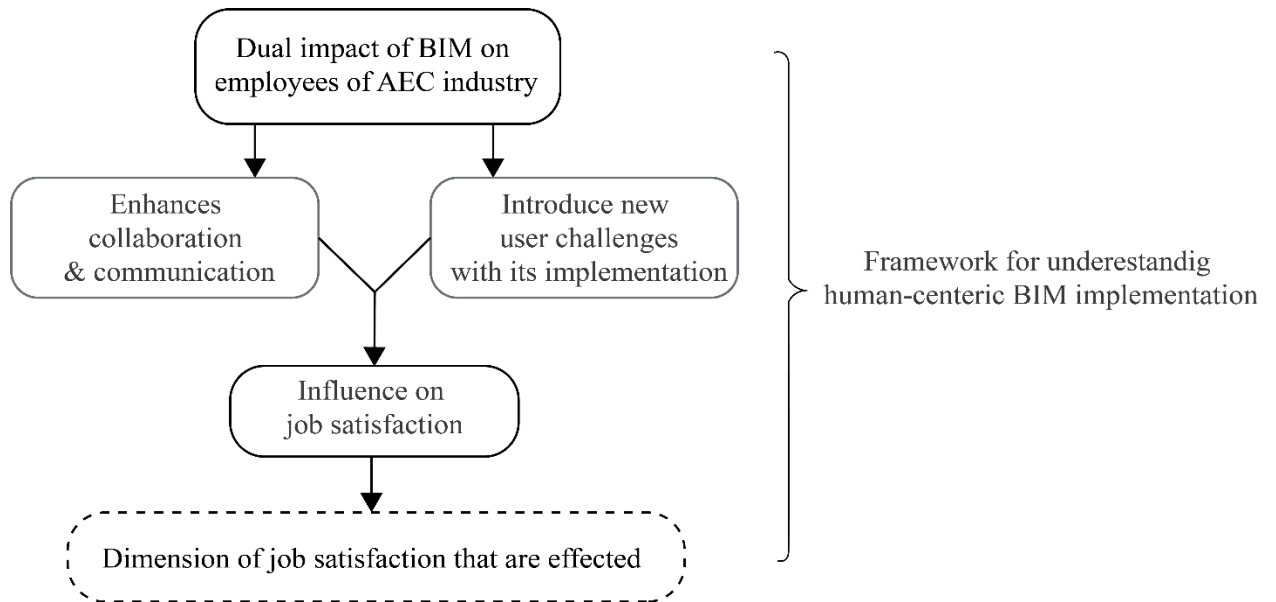 Dual impact of BIM on
employees of AEC industry
Enhances
collaboration
& communication
Introduce new
user challenges
with its implementation
Framework for underestandig
human-centeric BIM implementation
Influence on
job satisfaction
Dimension of job satisfaction that are effected